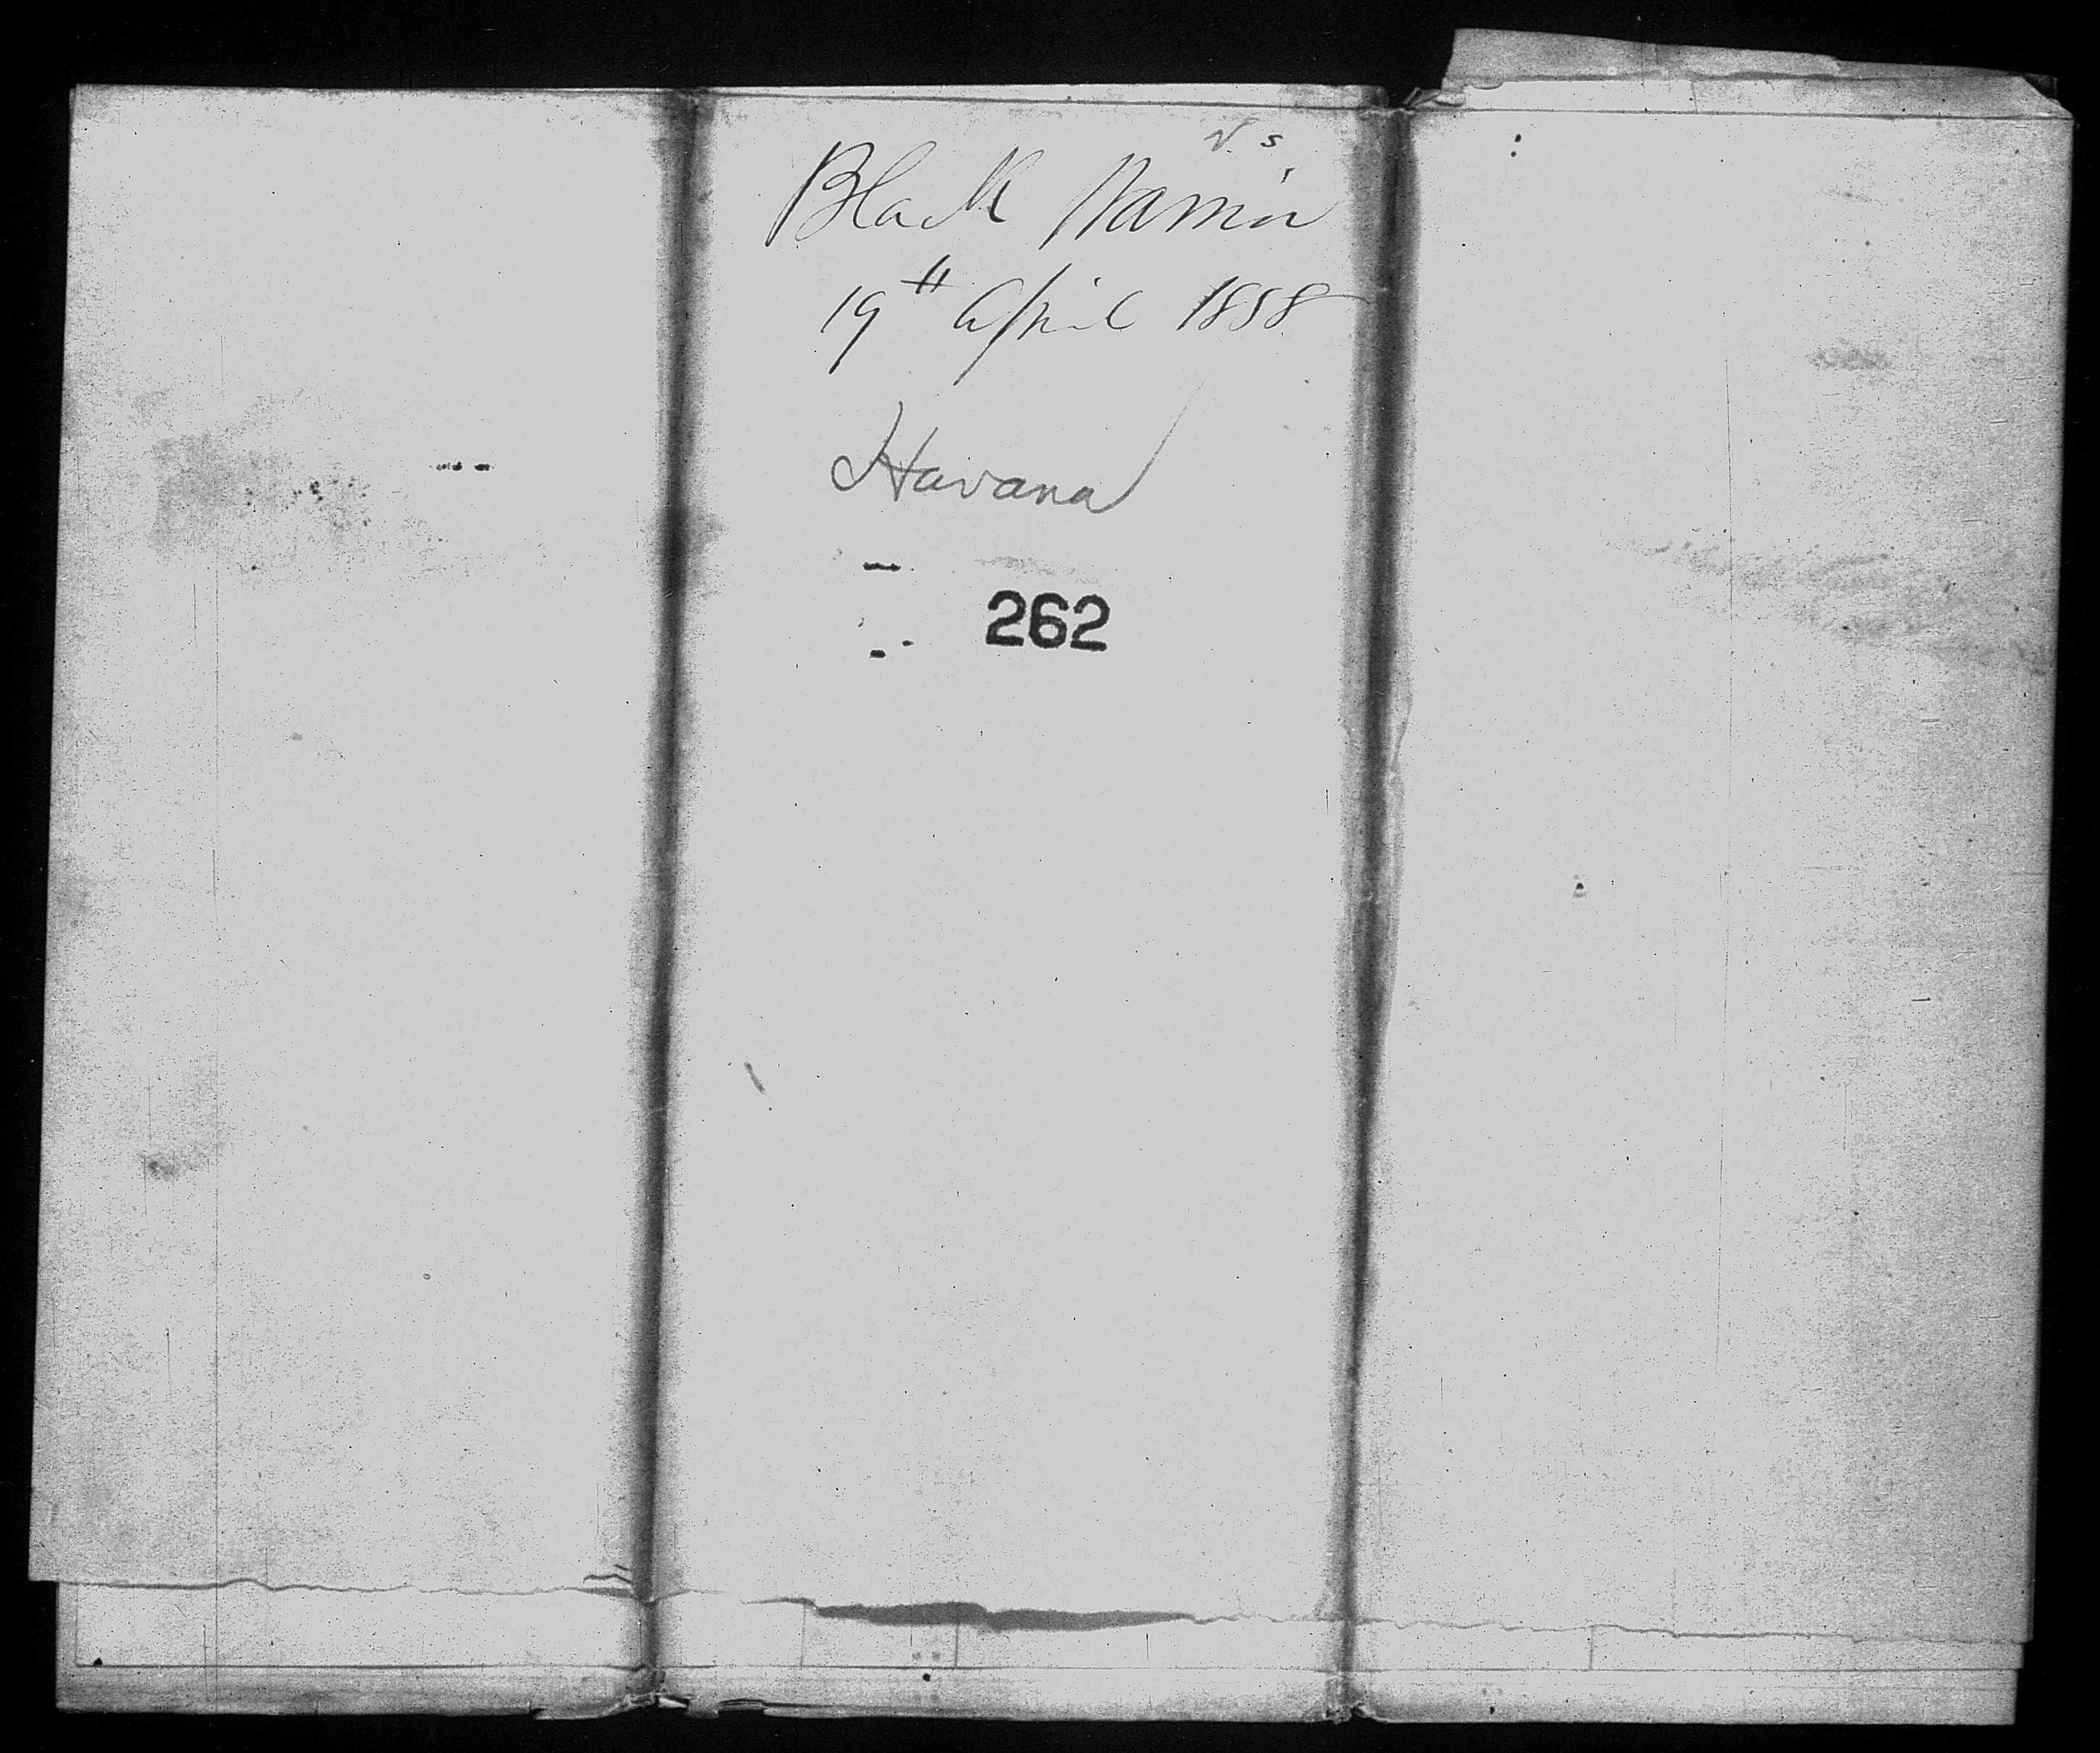 V. S.
Black Warrior
19th April 1858
Havana
262